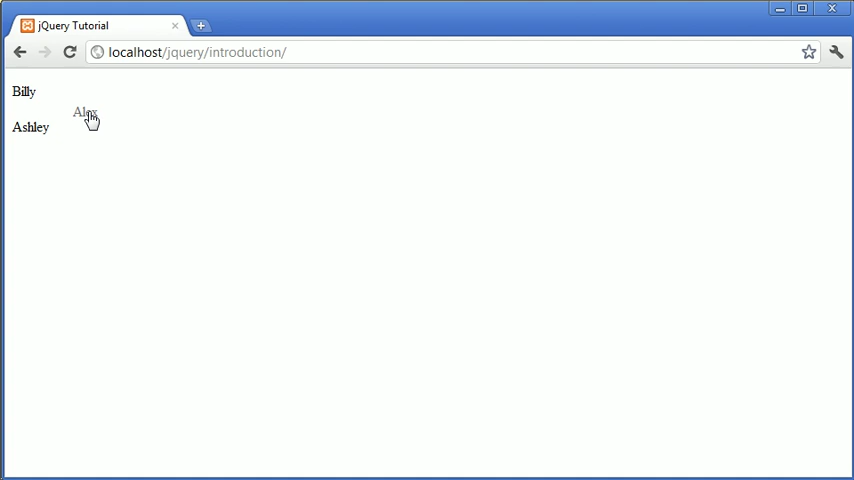 jQuery Tutorial
localhost/jquery/introduction/
Billy
Alex
Ashley